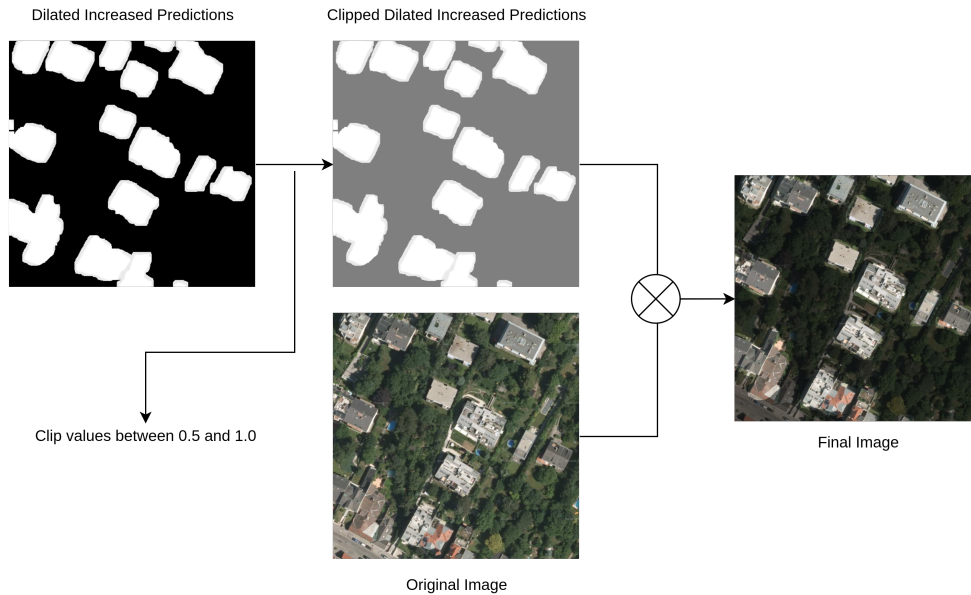 Dilated Increased Predictions
Clipped Dilated Increased Predictions
Clip values between 0.5 and 1.0
Final Image
Original Image